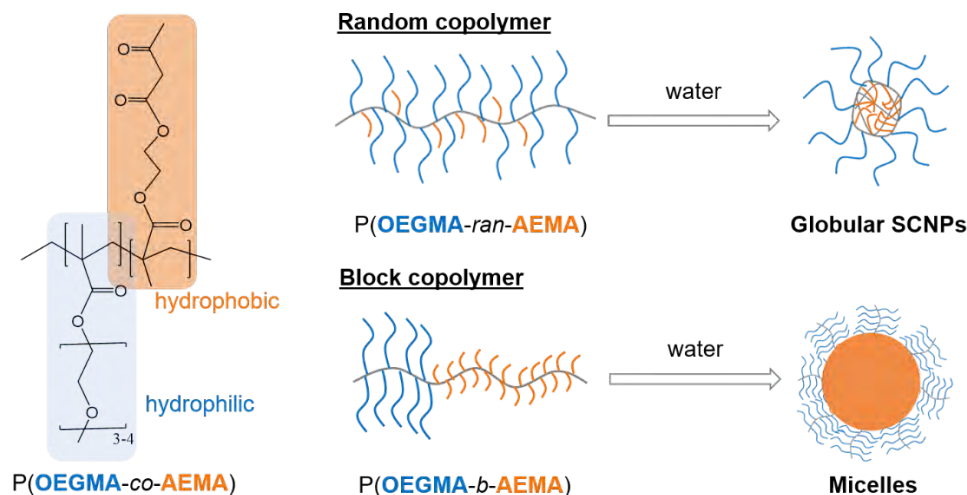 O
O
O
O
O
O
hydrophobic
O
O
hydrophilic
O
3-4
P(OEGMA-co-AEMA)
Random copolymer
water
P(OEGMA-ran-AEMA)
Globular SCNPs
Block copolymer
water
P(OEGMA-b-AEMA)
Micelles